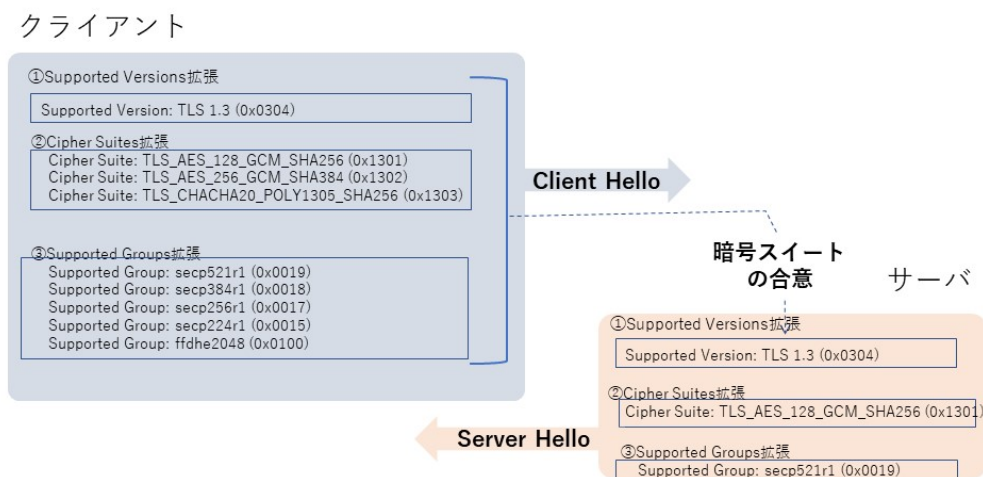 クライアント
①Supported Versions拡張
Supported Version: TLS 1.3 (0x0304)
②Cipher Suites拡張
Cipher Suite: TLS_AES_128_GCM_SHA256 (0x1301)
Cipher Suite: TLS_AES_256_GCM_SHA384 (0x1302)
Cipher Suite: TLS_CHACHA20_POLY1305_SHA256 (0x1303)
③Supported Groups拡張
Supported Group: secp521r1 (0x0019)
Supported Group: secp384r1 (0x0018)
Supported Group: secp256r1 (0x0017)
Supported Group: secp224r1 (0x0015)
Supported Group: ffdhe2048 (0x0100)
Client Hello
暗号スイート
の合意
サーバ
①Supported Versions拡張
Supported Version: TLS 1.3 (0x0304)
②Cipher Suites拡張
Cipher Suite: TLS_AES_128_GCM_SHA256 (0x1301)
③Supported Groups拡張
Supported Group: secp521r1 (0x0019)
Server Hello